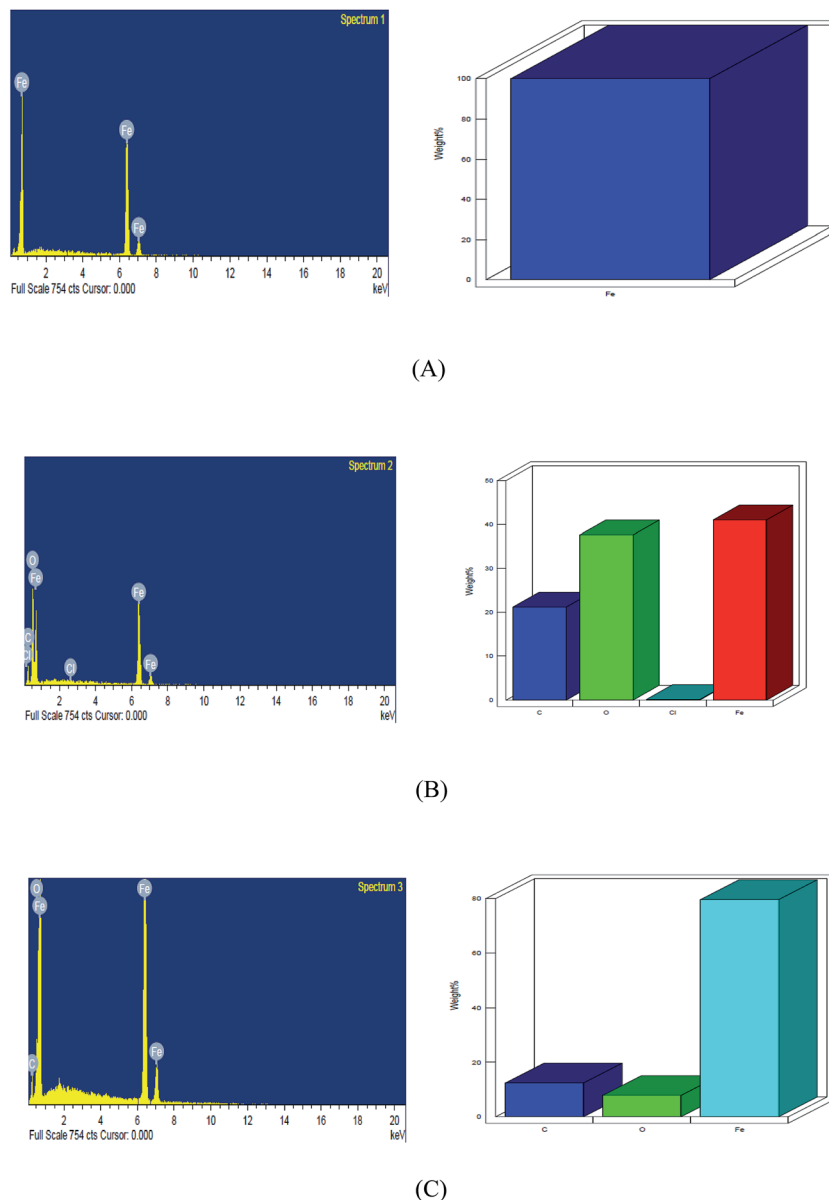 Spectrum 1
Fe
Fe
Fe
2 4 6 8 10 12 14 16 18 20
Full Scale 754 cts Cursor: 0.000 keV
Weight%
100
80
60
40
20
0
Fe
(A)
Spectrum 2
O
Fe
C
Cl
Cl
Fe
Fe
2 4 6 8 10 12 14 16 18 20
Full Scale 754 cts Cursor: 0.000 keV
Weight%
50
40
30
20
10
0
C O Cl Fe
(B)
Spectrum 3
O
Fe
C
Fe
Fe
2 4 6 8 10 12 14 16 18 20
Full Scale 754 cts Cursor: 0.000 keV
Weight%
80
60
40
20
0
C O Fe
(C)